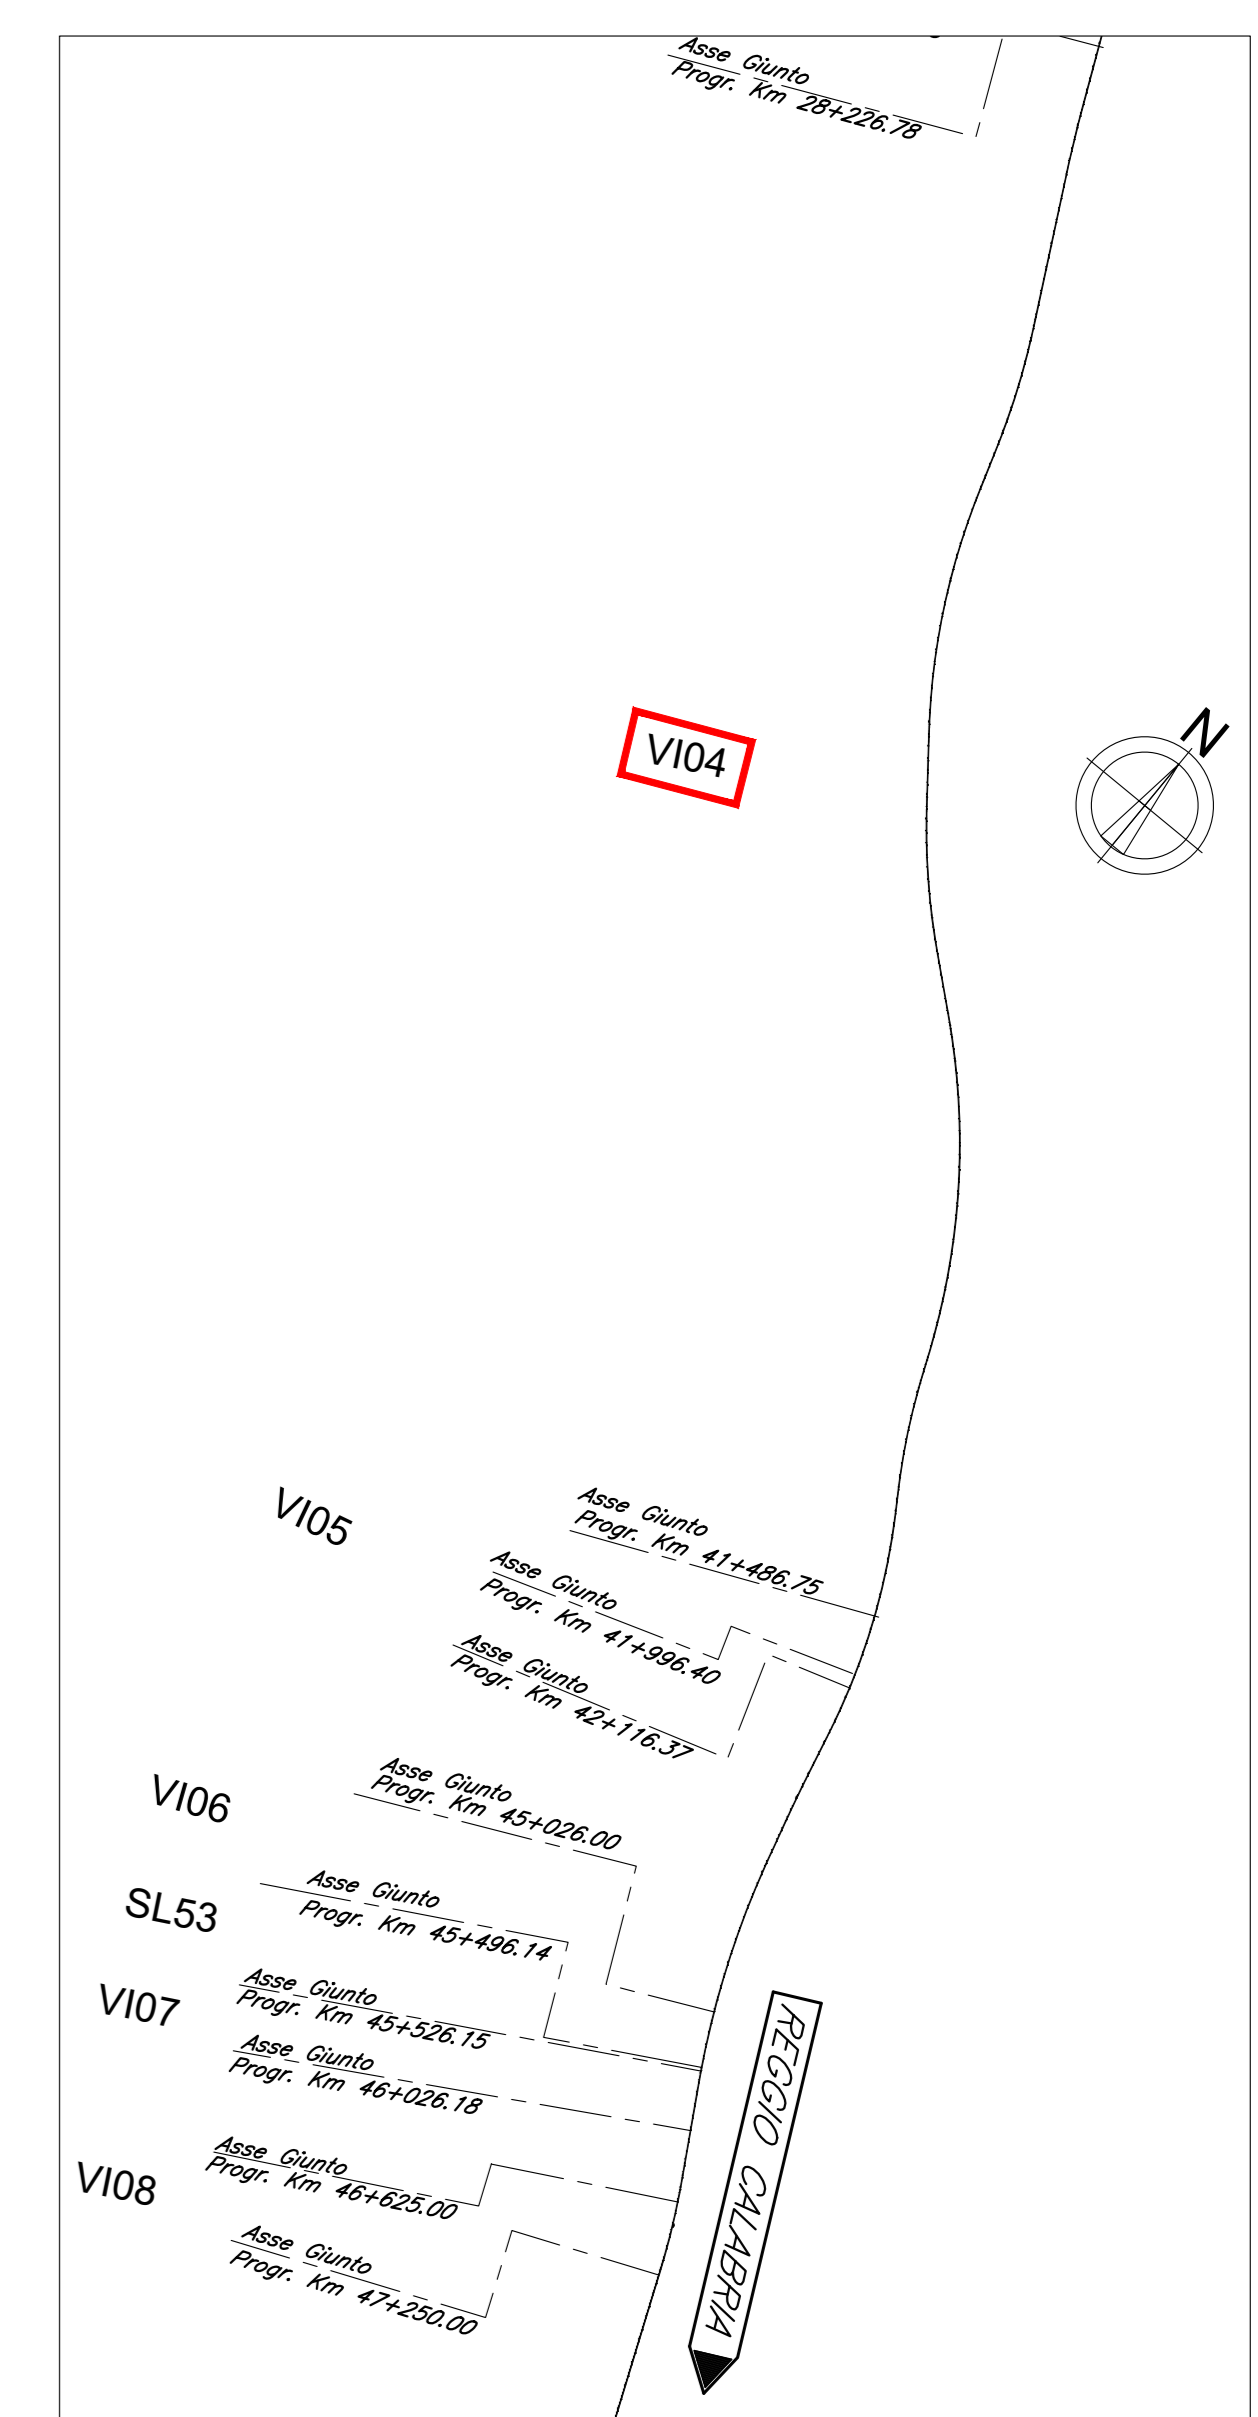 Asse Giunto
Progr. Km 28+226.78
VI04
N
VI05
Asse Giunto
Progr. Km 41+486.75
Asse Giunto
Progr. Km 41+996.40
Asse Giunto
Progr. Km 42+116.37
VI06
Asse Giunto
Progr. Km 45+026.00
SL53
Asse Giunto
Progr. Km 45+496.14
VI07
Asse Giunto
Progr. Km 45+526.15
Asse Giunto
Progr. Km 46+026.18
VI08
Asse Giunto
Progr. Km 46+625.00
Asse Giunto
Progr. Km 47+250.00
REGGIO CALABRIA